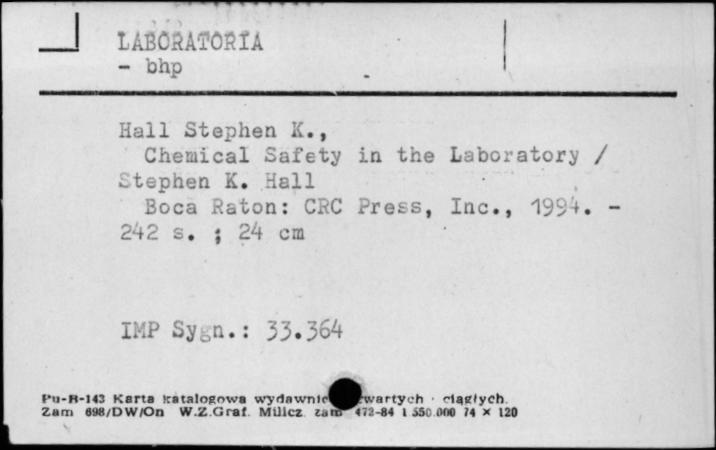 LABORATORIA
- bhp
Hall Stephen K.,
Chemical Safety in the Laboratory /
Stephen K. Hall
Boca Raton: CRC Press, Inc., 1994. -
242 s. ; 24 cm
IMP Sygn.: 33.364
Pu-B-143 Karta katalogowa wydawnic wartych · ciągłych.
Zam 698/DW/On W.Z.Graf. Milicz zam 472-84 1 550.000 74 × 120